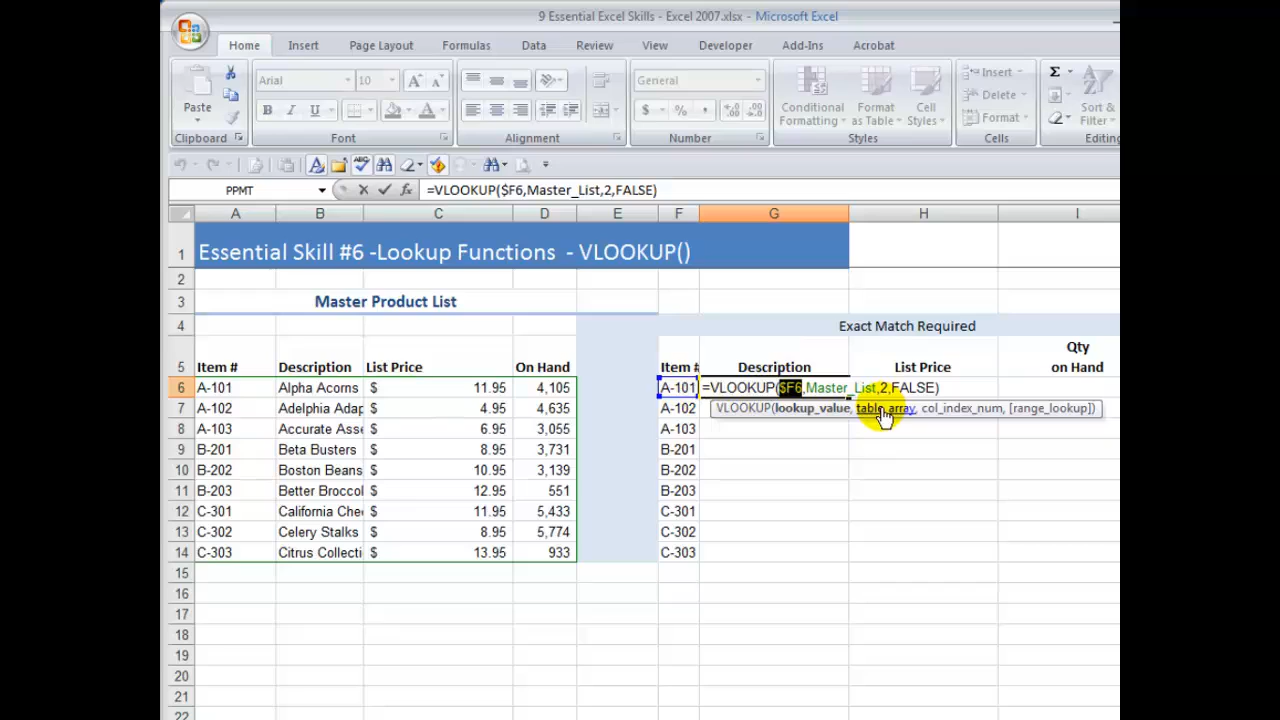 9 Essential Excel Skills - Excel 2007.xlsx - Microsoft Excel
Home Insert Page Layout Formulas Data Review View Developer Add-Ins Acrobat
Arial 10 General
Paste
Conditional Formatting Format as Table Cell Styles
Insert
Delete
Format
Sort & Filter
Clipboard Font Alignment Number Styles Cells Editing
PPMT fx =VLOOKUP($F6,Master_List,2,FALSE)
A B C D E F G H I
1 Essential Skill #6 -Lookup Functions - VLOOKUP()
2
3 Master Product List
4 Exact Match Required
5 Item # Description List Price On Hand Item # Description List Price Qty on Hand
6 A-101 Alpha Acorns $ 11.95 4,105 A-101 =VLOOKUP($F6,Master_List,2,FALSE)
7 A-102 Adelphia Adap $ 4.95 4,635 A-102 VLOOKUP(lookup_value, table_array, col_index_num, [range_lookup])
8 A-103 Accurate Asse $ 6.95 3,055 A-103
9 B-201 Beta Busters $ 8.95 3,731 B-201
10 B-202 Boston Beans $ 10.95 3,139 B-202
11 B-203 Better Broccol $ 12.95 551 B-203
12 C-301 California Che $ 11.95 5,433 C-301
13 C-302 Celery Stalks $ 8.95 5,774 C-302
14 C-303 Citrus Collecti $ 13.95 933 C-303
15
16
17
18
19
20
21
22